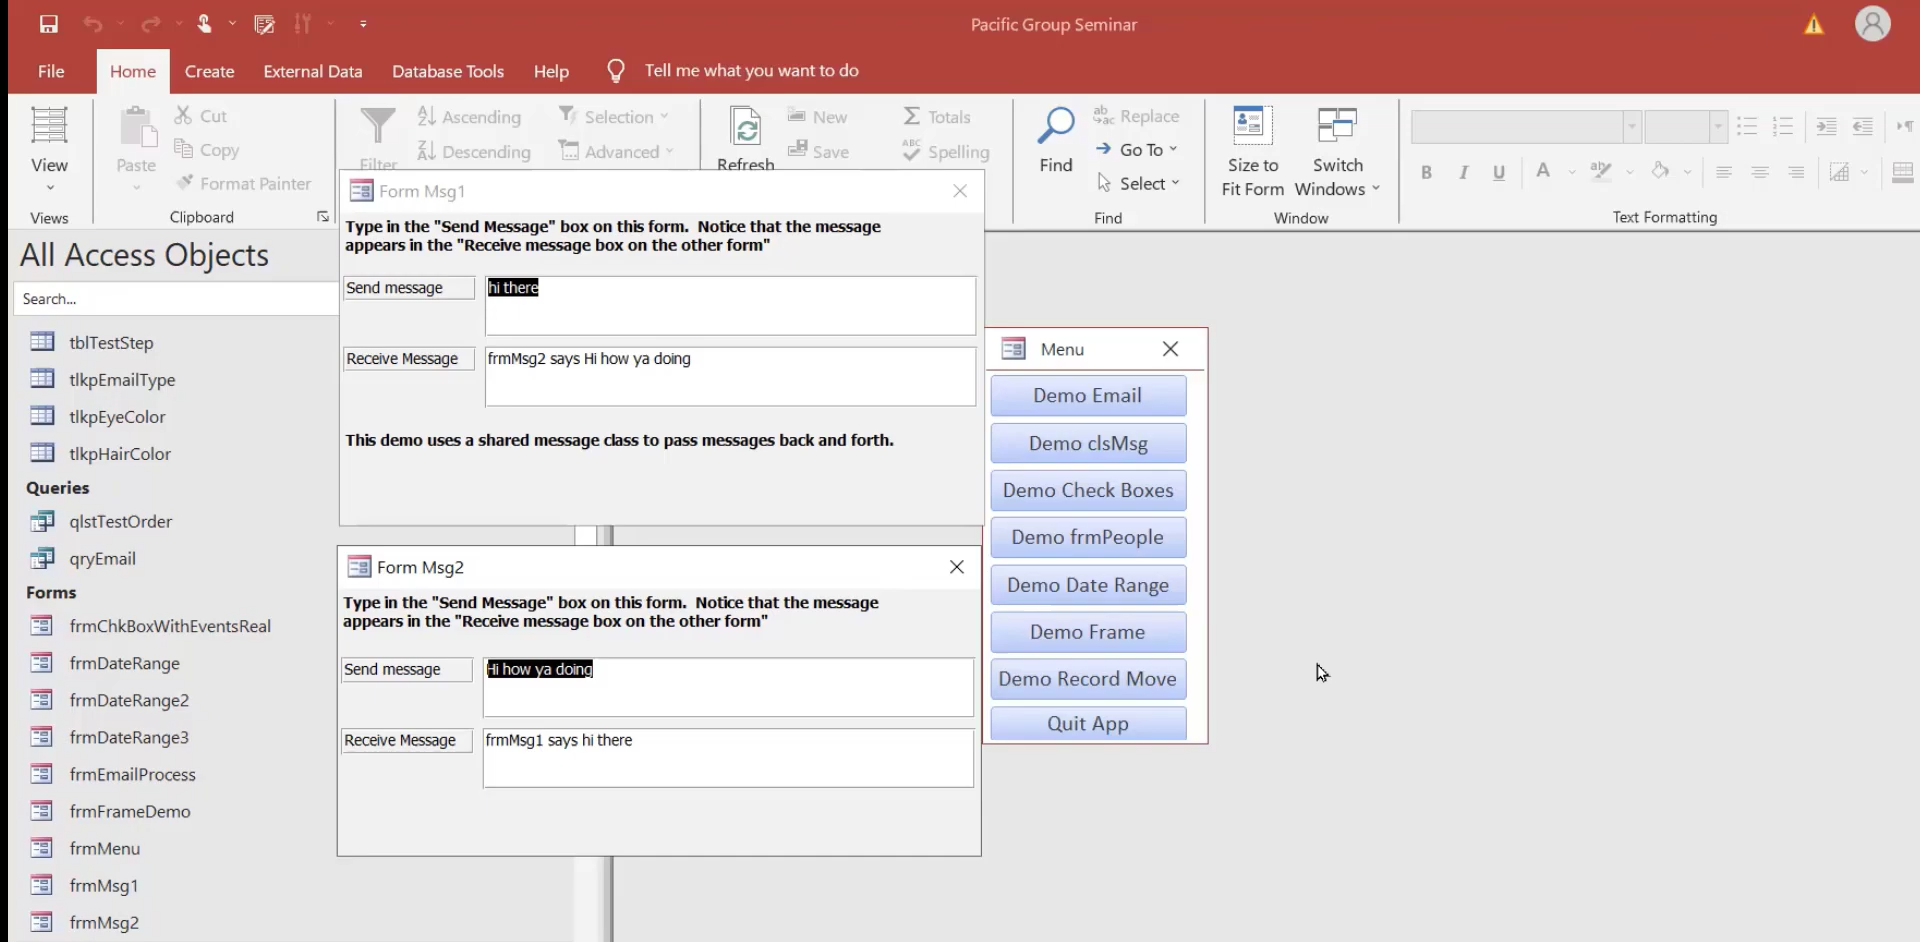 Pacific Group Seminar
File Home Create External Data Database Tools Help Tell me what you want to do
View
Views
Paste
Cut
Copy
Format Painter
Clipboard
Filter
Ascending
Descending
Selection
Advanced
Refresh
New
Save
Totals
Spelling
Find
Replace
Go To
Select
Find
Size to
Fit Form
Switch
Windows
Window
B I U A
Text Formatting
All Access Objects
Search...
tblTestStep
tlkpEmailType
tlkpEyeColor
tlkpHairColor
Queries
qlstTestOrder
qryEmail
Forms
frmChkBoxWithEventsReal
frmDateRange
frmDateRange2
frmDateRange3
frmEmailProcess
frmFrameDemo
frmMenu
frmMsg1
frmMsg2
Form Msg1
Type in the "Send Message" box on this form.  Notice that the message
appears in the "Receive message box on the other form"
Send message hi there
Receive Message frmMsg2 says Hi how ya doing
This demo uses a shared message class to pass messages back and forth.
Form Msg2
Type in the "Send Message" box on this form.  Notice that the message
appears in the "Receive message box on the other form"
Send message Hi how ya doing
Receive Message frmMsg1 says hi there
Menu
Demo Email
Demo clsMsg
Demo Check Boxes
Demo frmPeople
Demo Date Range
Demo Frame
Demo Record Move
Quit App